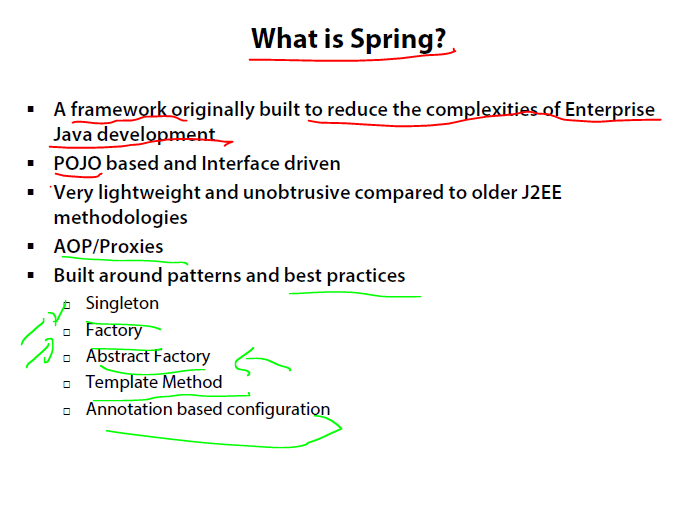 What is Spring?
▪ A framework originally built to reduce the complexities of Enterprise
Java development
▪ POJO based and Interface driven
▪ Very lightweight and unobtrusive compared to older J2EE
methodologies
▪ AOP/Proxies
▪ Built around patterns and best practices
▫ Singleton
▫ Factory
▫ Abstract Factory
▫ Template Method
▫ Annotation based configuration